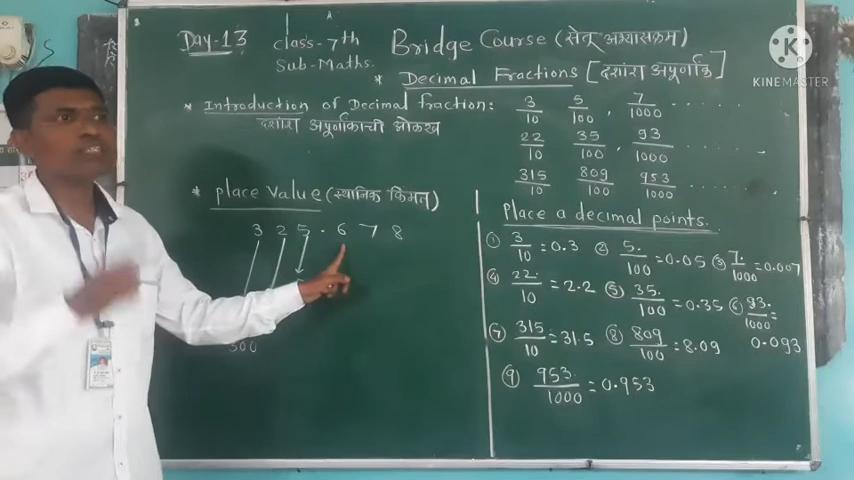 Day-13
class-7th
Sub-Maths.
Bridge Course (सेतू अभ्यासक्रम)
* Decimal Fractions [दशांश अपूर्णांक]
* Introduction of Decimal fraction:
दशांश अपूर्णांकाची ओळख
3/10 5/100, 7/1000 ........
22/10 35/100, 93/1000
315/10 809/100 953/1000 ........
* place value (स्थानिक किंमत)
3 2 5 . 6 7 8
300
Place a decimal points.
① 3/10 = 0.3 ② 5/100 = 0.05 ③ 7/1000 = 0.007
④ 22/10 = 2.2 ⑤ 35/100 = 0.35 ⑥ 93/1000 = 0.093
⑦ 315/10 = 31.5 ⑧ 809/100 = 8.09
⑨ 953/1000 = 0.953
K
KINEMASTER